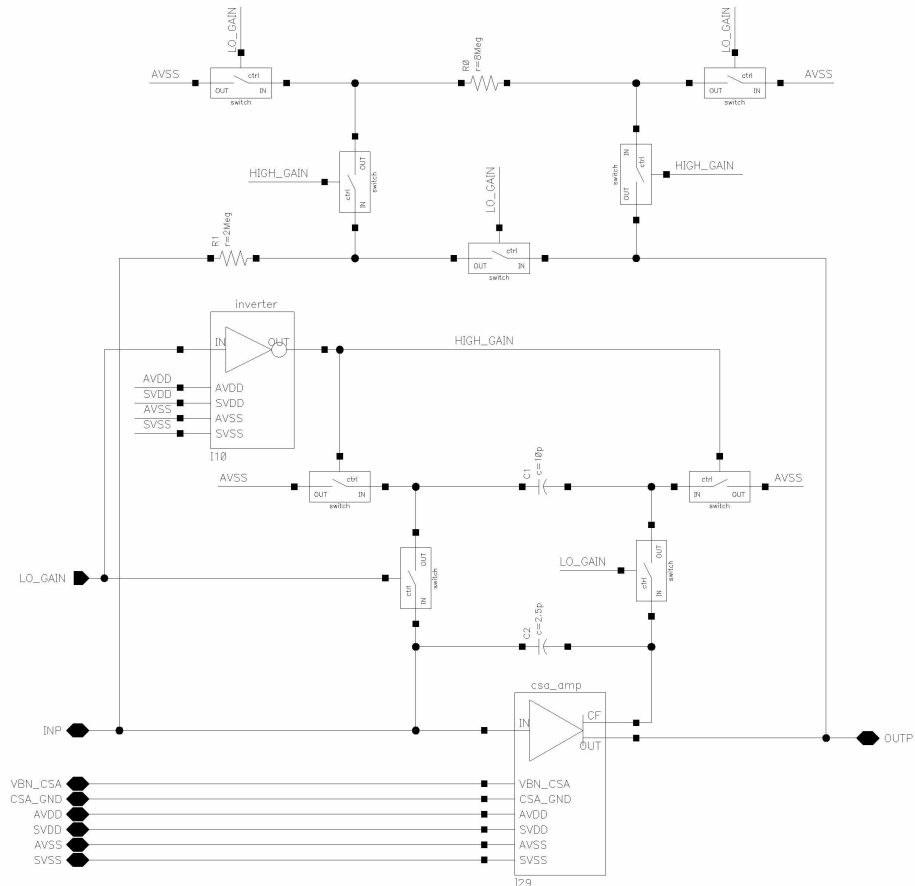 LO_GAIN
LO_GAIN
AVSS
ctrl
OUT IN
switch
R0
r=8Meg
ctrl
OUT IN
switch
AVSS
HIGH_GAIN
OUT
ctrl
IN
switch
LO_GAIN
IN
ctrl
OUT
switch
HIGH_GAIN
R1
r=2Meg
ctrl
OUT IN
switch
inverter
IN OUT
HIGH_GAIN
AVDD
SVDD
AVSS
SVSS
AVDD
SVDD
AVSS
SVSS
I10
AVSS
ctrl
OUT IN
switch
C1
c=10p
ctrl
IN OUT
switch
AVSS
LO_GAIN
OUT
ctrl
IN
switch
LO_GAIN
OUT
ctrl
IN
switch
C2
c=2.5p
csa_amp
INP
IN
CF
OUT
OUTP
VBN_CSA
CSA_GND
AVDD
SVDD
AVSS
SVSS
VBN_CSA
CSA_GND
AVDD
SVDD
AVSS
SVSS
I29